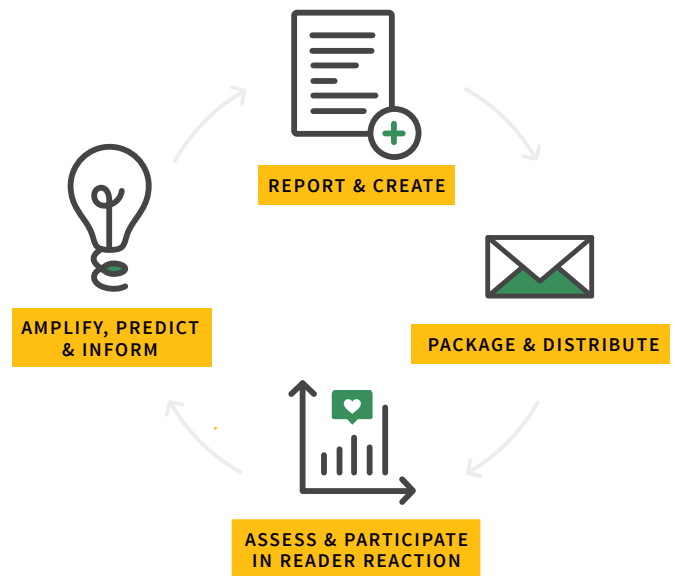 REPORT & CREATE
PACKAGE & DISTRIBUTE
ASSESS & PARTICIPATE
IN READER REACTION
AMPLIFY, PREDICT
& INFORM